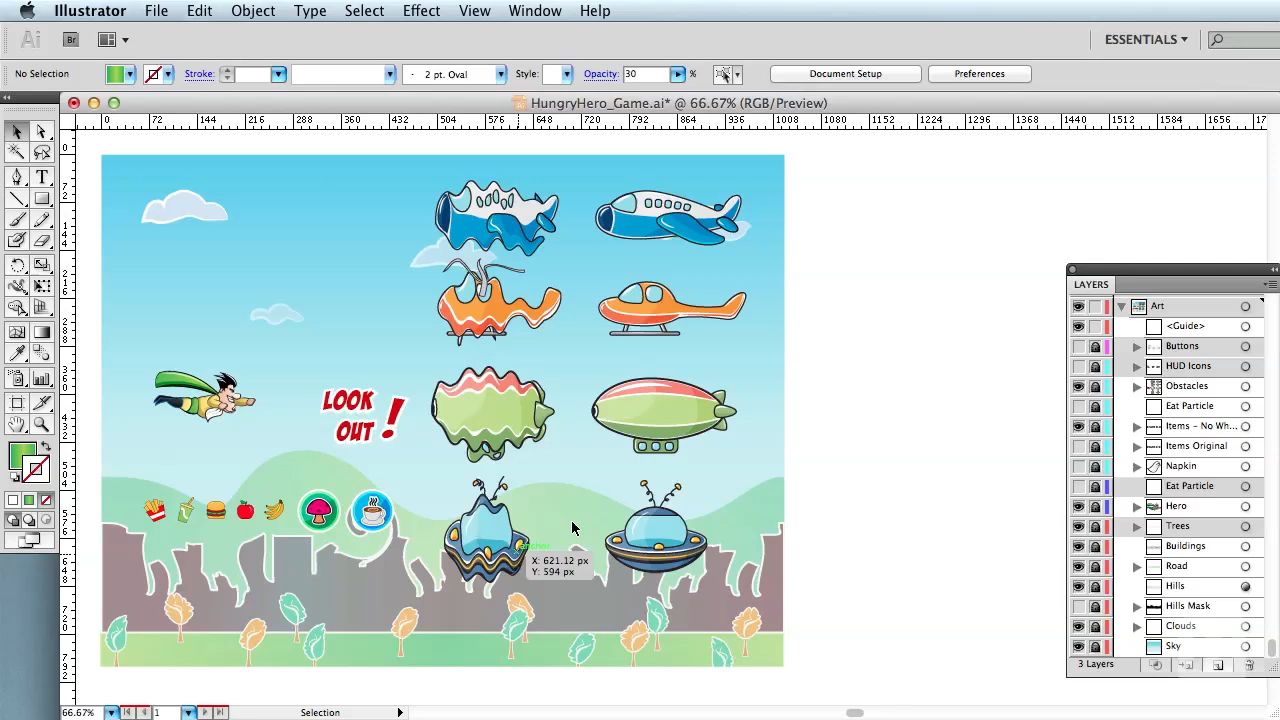 Illustrator File Edit Object Type Select Effect View Window Help
Ai Br ESSENTIALS
No Selection Stroke: 2 pt. Oval Style: Opacity: 30 % Document Setup Preferences
HungryHero_Game.ai* @ 66.67% (RGB/Preview)
0 72 144 216 288 360 432 504 576 648 720 792 864 936 1008 1080 1152 1224 1296 1368 1440 1512 1584 1656
LAYERS
Art
<Guide>
Buttons
HUD Icons
Obstacles
Eat Particle
Items - No Wh...
Items Original
Napkin
Eat Particle
Hero
Trees
Buildings
Road
Hills
Hills Mask
Clouds
Sky
3 Layers
LOOK
OUT !
anchor
X: 621.12 px
Y: 594 px
66.67% 1 Selection